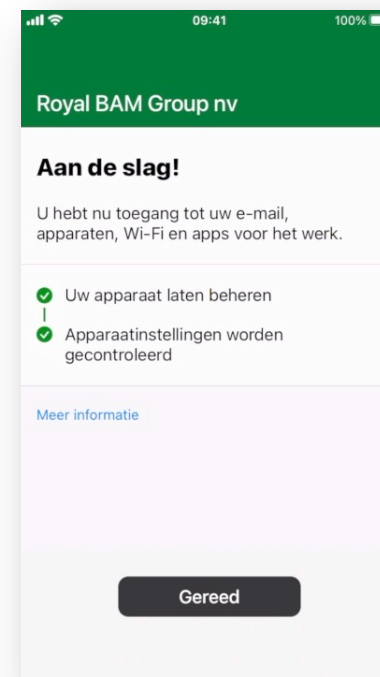 09:41
100%
Royal BAM Group nv
Aan de slag!
U hebt nu toegang tot uw e-mail,
apparaten, Wi-Fi en apps voor het werk.
Uw apparaat laten beheren
Apparaatinstellingen worden
gecontroleerd
Meer informatie
Gereed